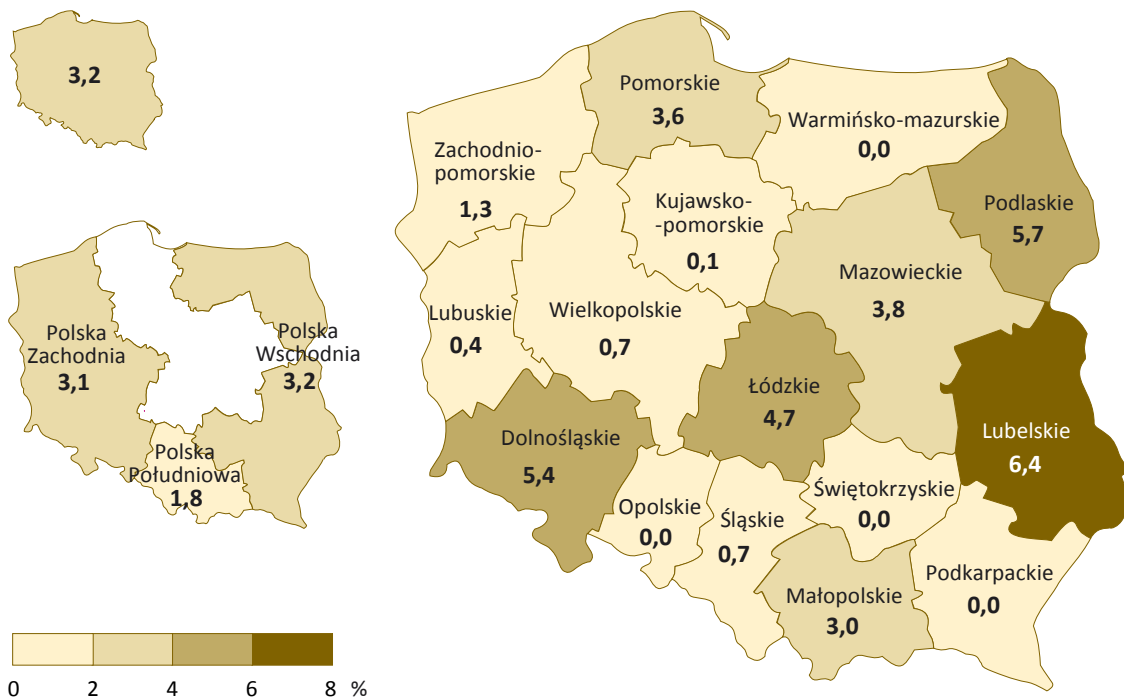 3,2
Polska
Zachodnia
3,1
Polska
Wschodnia
3,2
Polska
Południowa
1,8
0 2 4 6 8 %
Pomorskie
3,6
Warmińsko-mazurskie
0,0
Zachodnio-
pomorskie
1,3
Kujawsko-
-pomorskie
0,1
Podlaskie
5,7
Mazowieckie
3,8
Lubuskie
0,4
Wielkopolskie
0,7
Łódzkie
4,7
Dolnośląskie
5,4
Lubelskie
6,4
Opolskie
0,0
Śląskie
0,7
Świętokrzyskie
0,0
Małopolskie
3,0
Podkarpackie
0,0